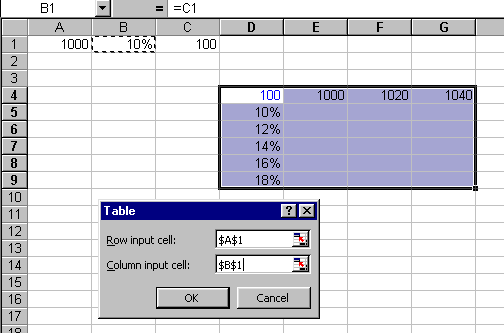 B1 = =C1
A B C D E F G
1 1000 10% 100
2
3
4 100 1000 1020 1040
5 10%
6 12%
7 14%
8 16%
9 18%
10
11 Table ? ×
12
13 Row input cell: $A$1
14 Column input cell: $B$1
15
16 OK Cancel
17
18